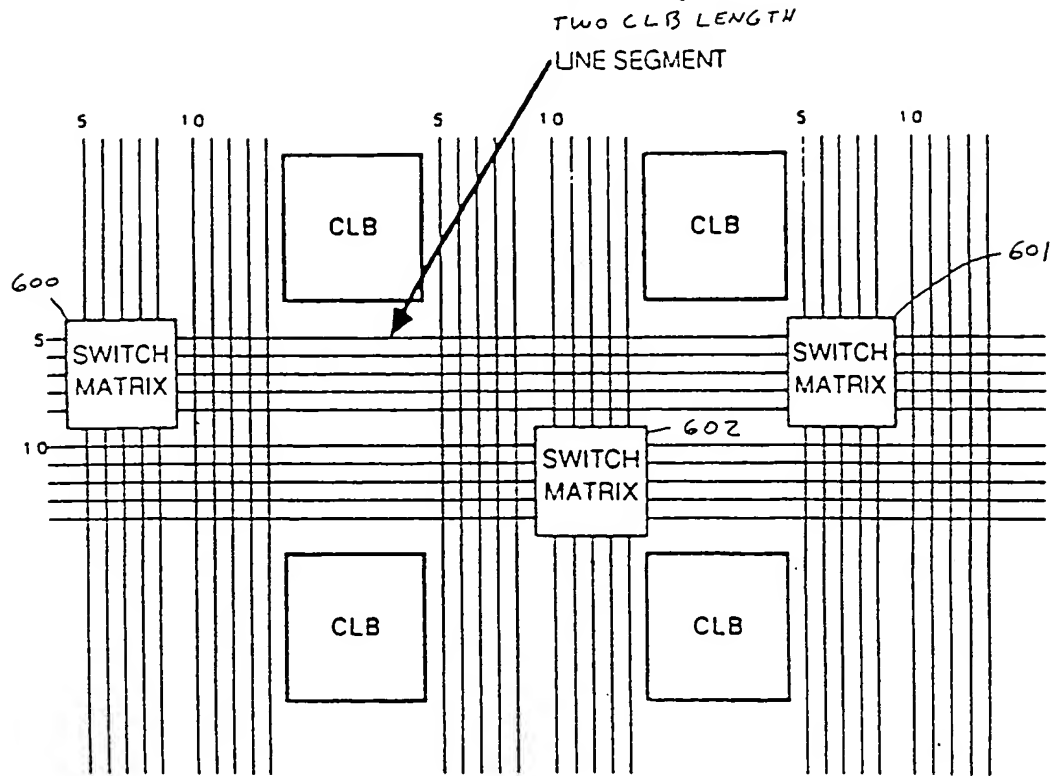 TWO CLB LENGTH
LINE SEGMENT
5 10 5 10 5 10
CLB CLB
600 601
5
SWITCH
MATRIX
SWITCH
MATRIX
10
602
SWITCH
MATRIX
CLB CLB